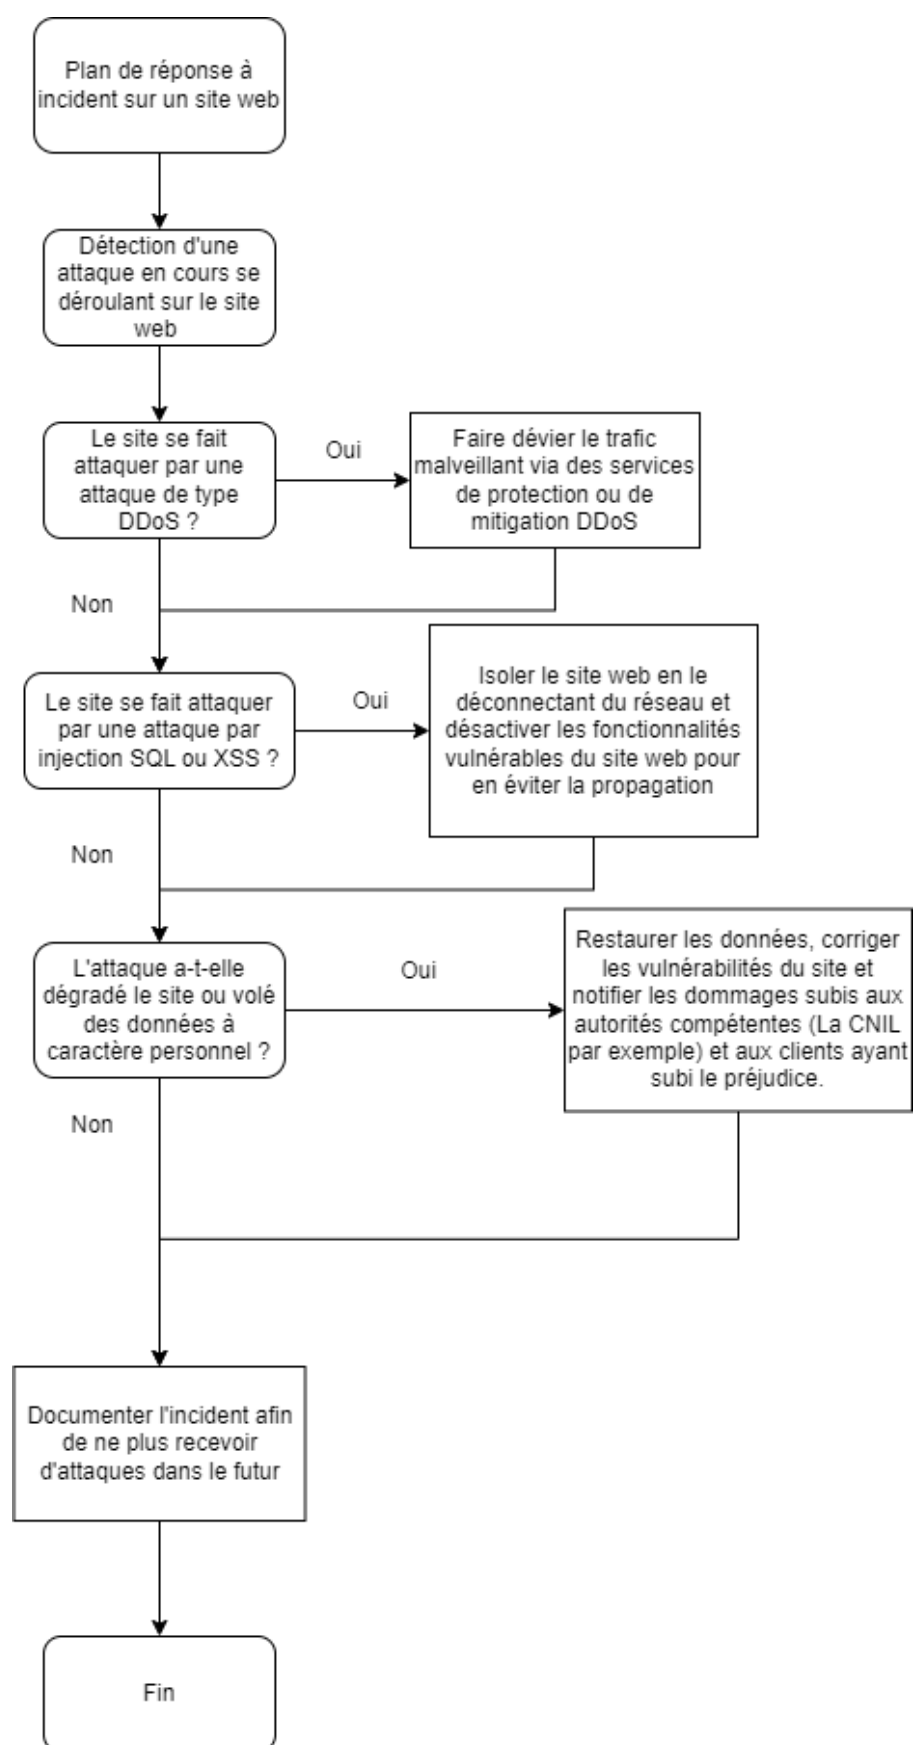 Plan de réponse à
incident sur un site web
Détection d'une
attaque en cours se
déroulant sur le site
web
Le site se fait
attaquer par une
attaque de type
DDoS ?
Oui
Faire dévier le trafic
malveillant via des services
de protection ou de
mitigation DDoS
Non
Le site se fait attaquer
par une attaque par
injection SQL ou XSS ?
Oui
Isoler le site web en le
déconnectant du réseau et
désactiver les fonctionnalités
vulnérables du site web pour
en éviter la propagation
Non
L'attaque a-t-elle
dégradé le site ou volé
des données à
caractère personnel ?
Oui
Restaurer les données, corriger
les vulnérabilités du site et
notifier les dommages subis aux
autorités compétentes (La CNIL
par exemple) et aux clients ayant
subi le préjudice.
Non
Documenter l'incident afin
de ne plus recevoir
d'attaques dans le futur
Fin